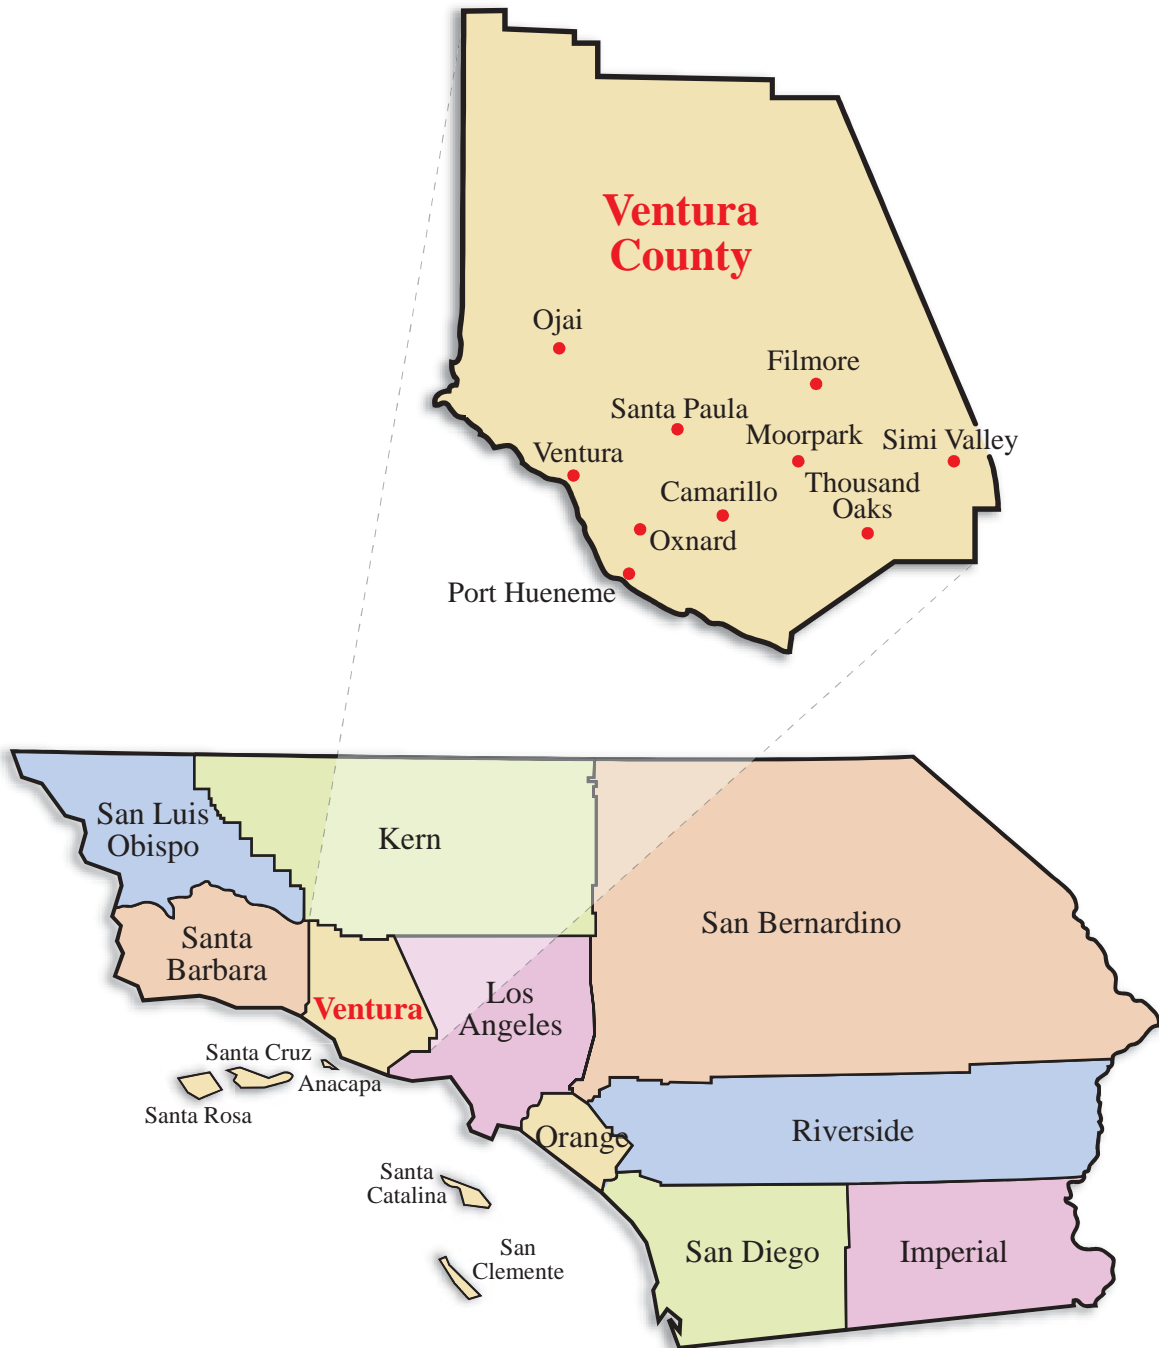 Ventura
County
Ojai
Filmore
Santa Paula
Moorpark
Simi Valley
Ventura
Thousand
Oaks
Camarillo
Oxnard
Port Hueneme
San Luis
Obispo
Kern
San Bernardino
Santa
Barbara
Ventura
Los
Angeles
Santa Cruz
Anacapa
Santa Rosa
Orange
Riverside
Santa
Catalina
San
Clemente
San Diego
Imperial